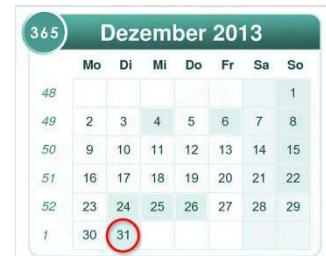 365 Dezember 2013
Mo Di Mi Do Fr Sa So
48 1
49 2 3 4 5 6 7 8
50 9 10 11 12 13 14 15
51 16 17 18 19 20 21 22
52 23 24 25 26 27 28 29
1 30 31